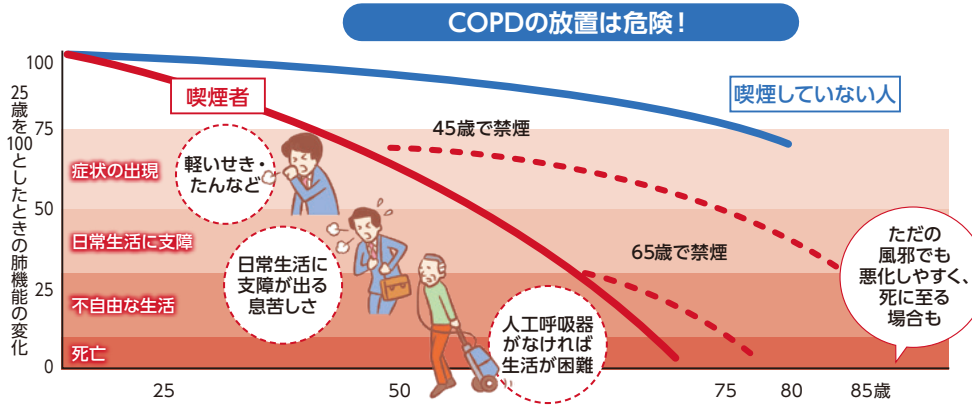 COPDの放置は危険!
25歳を100としたときの肺機能の変化
100
75
50
25
0
喫煙者
喫煙していない人
45歳で禁煙
65歳で禁煙
症状の出現
日常生活に支障
不自由な生活
死亡
軽いせき・
たんなど
日常生活に
支障が出る
息苦しさ
人工呼吸器
がなければ
生活が困難
ただの
風邪でも
悪化しやすく、
死に至る
場合も
25
50
75
80
85歳